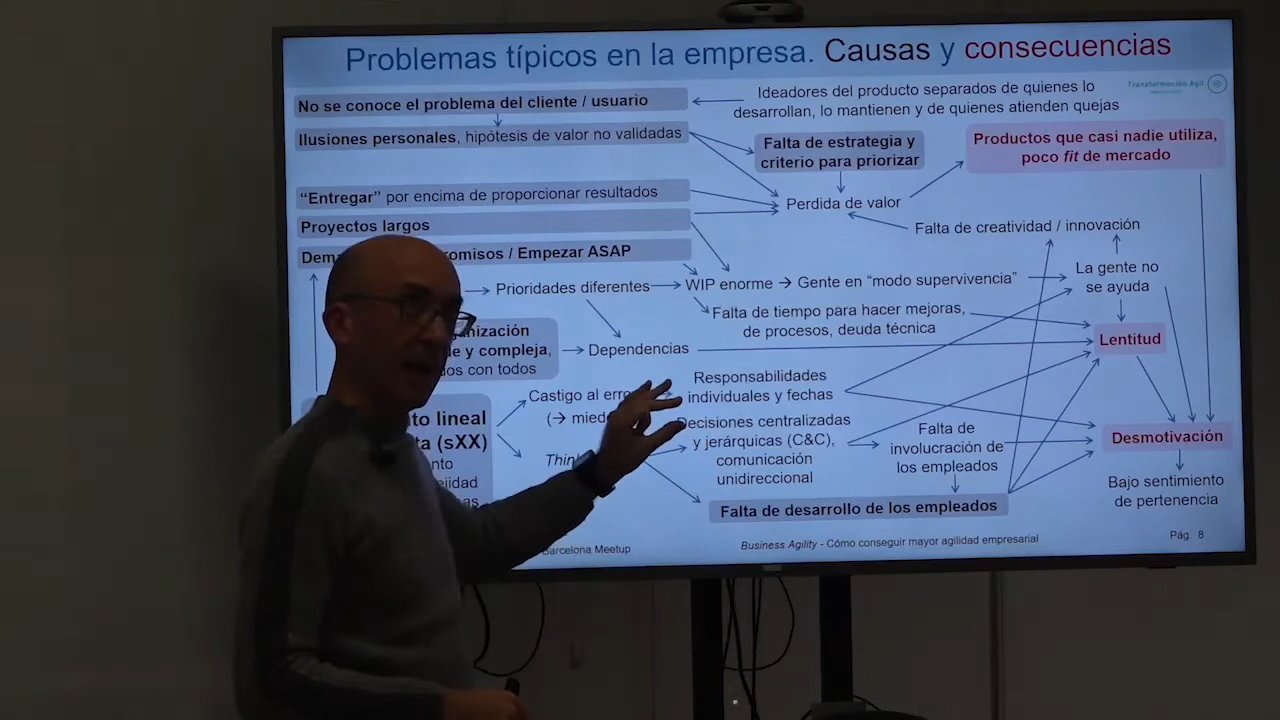 Problemas típicos en la empresa. Causas y consecuencias
No se conoce el problema del cliente / usuario
Ideadores del producto separados de quienes lo
desarrollan, lo mantienen y de quienes atienden quejas
Transformación Agil
Ilusiones personales, hipótesis de valor no validadas
Falta de estrategia y
criterio para priorizar
Productos que casi nadie utiliza,
poco fit de mercado
“Entregar” por encima de proporcionar resultados
Perdida de valor
Proyectos largos
Falta de creatividad / innovación
/ Empezar ASAP
Prioridades diferentes
WIP enorme → Gente en “modo supervivencia”
La gente no
se ayuda
Falta de tiempo para hacer mejoras,
de procesos, deuda técnica
y compleja,
con todos
Dependencias
Lentitud
Castigo al
(→
Responsabilidades
individuales y fechas
lineal
(sXX)
Decisiones centralizadas
y jerárquicas (C&C),
comunicación
unidireccional
Falta de
involucración de
los empleados
Desmotivación
Bajo sentimiento
de pertenencia
Falta de desarrollo de los empleados
Barcelona Meetup
Business Agility - Cómo conseguir mayor agilidad empresarial
Pág. 8